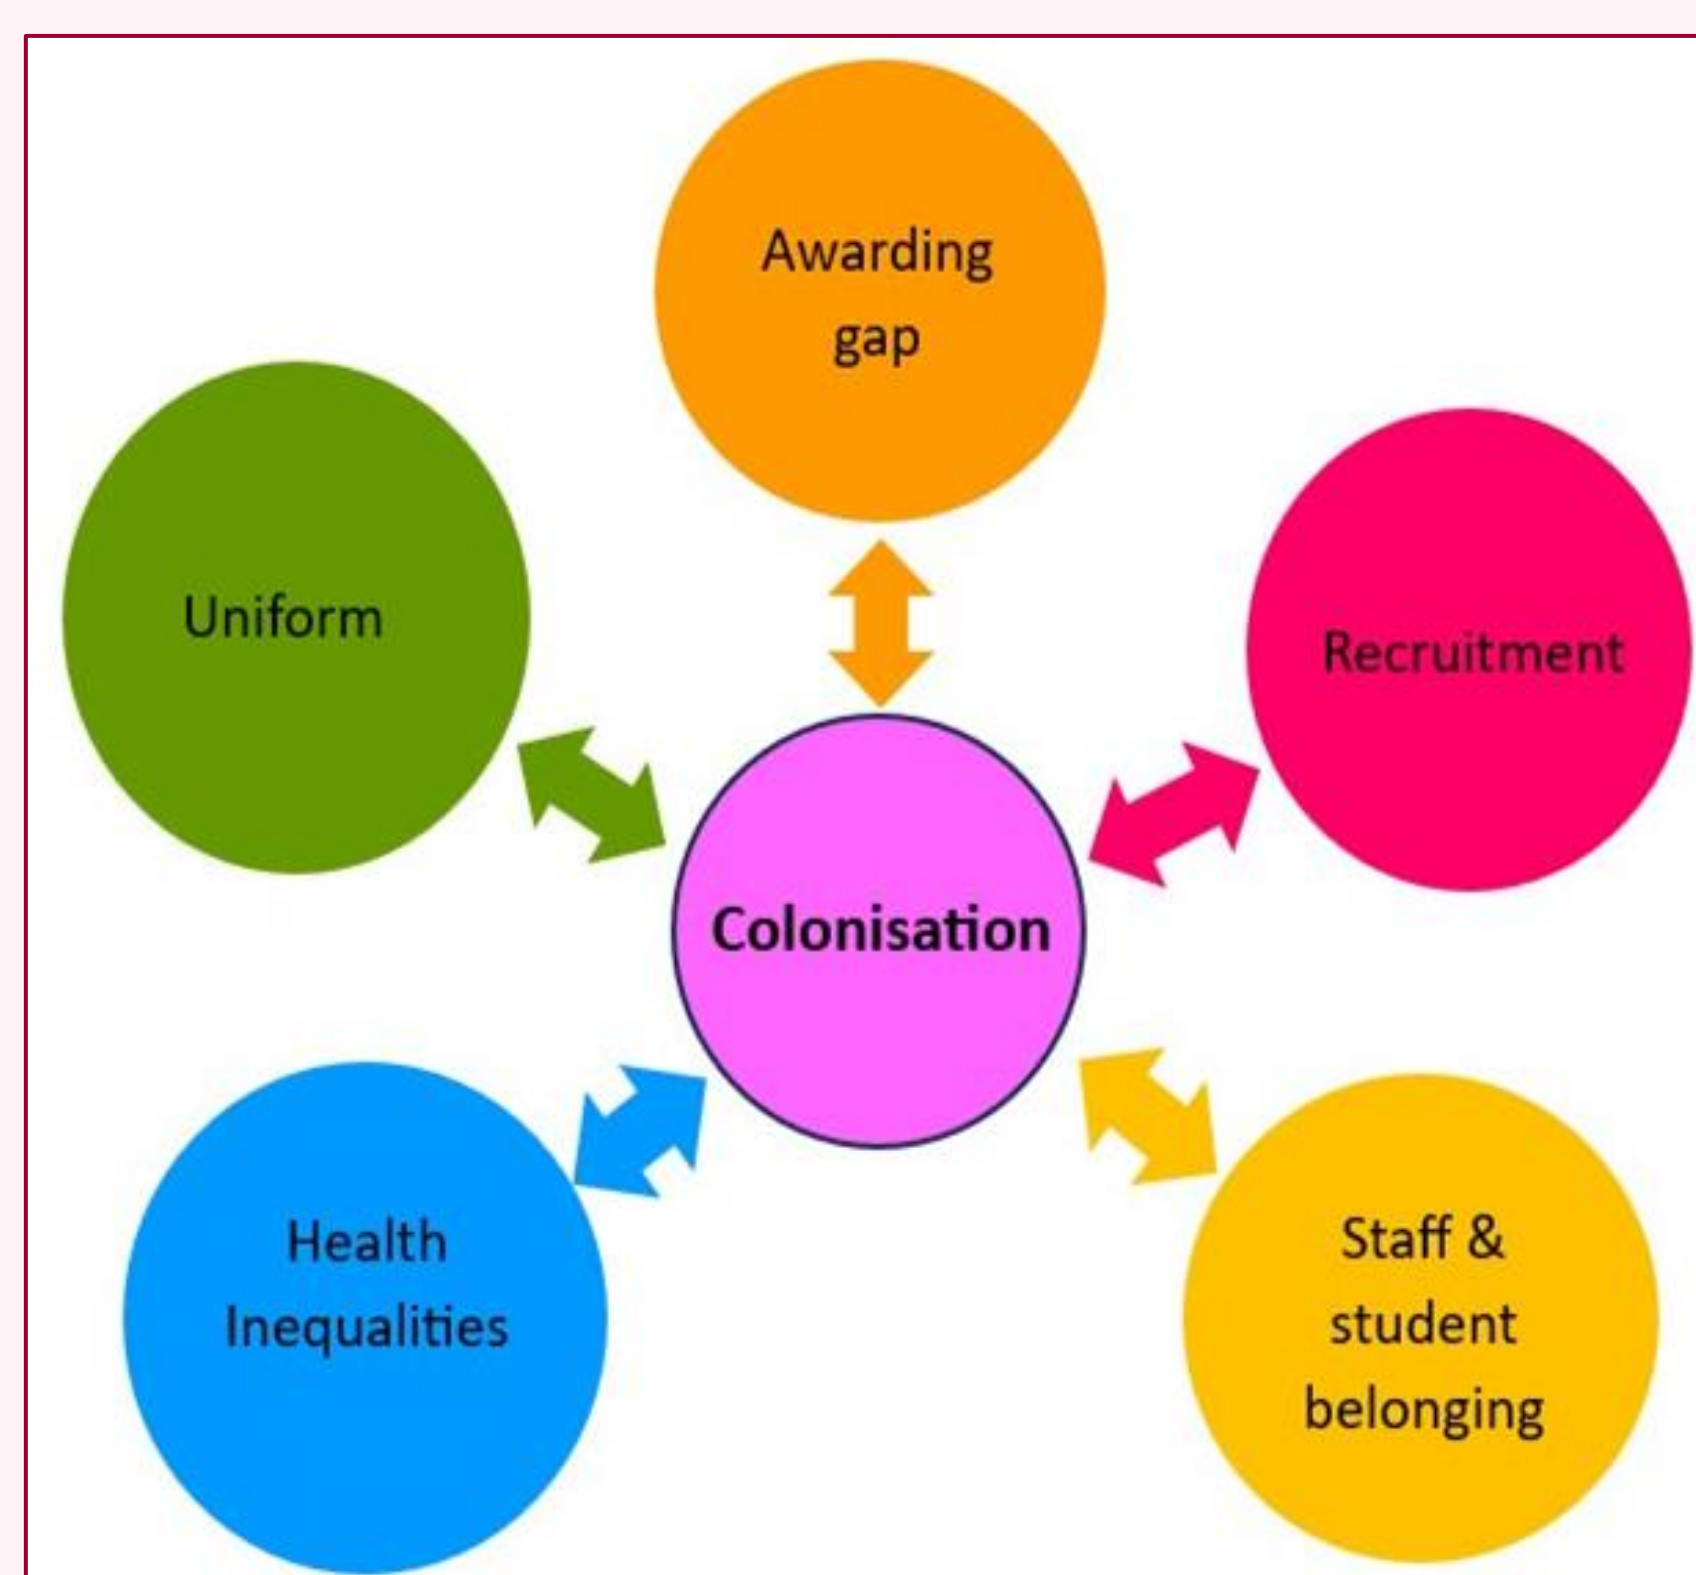 Awarding
gap
Uniform
Recruitment
Colonisation
Health
Inequalities
Staff &
student
belonging